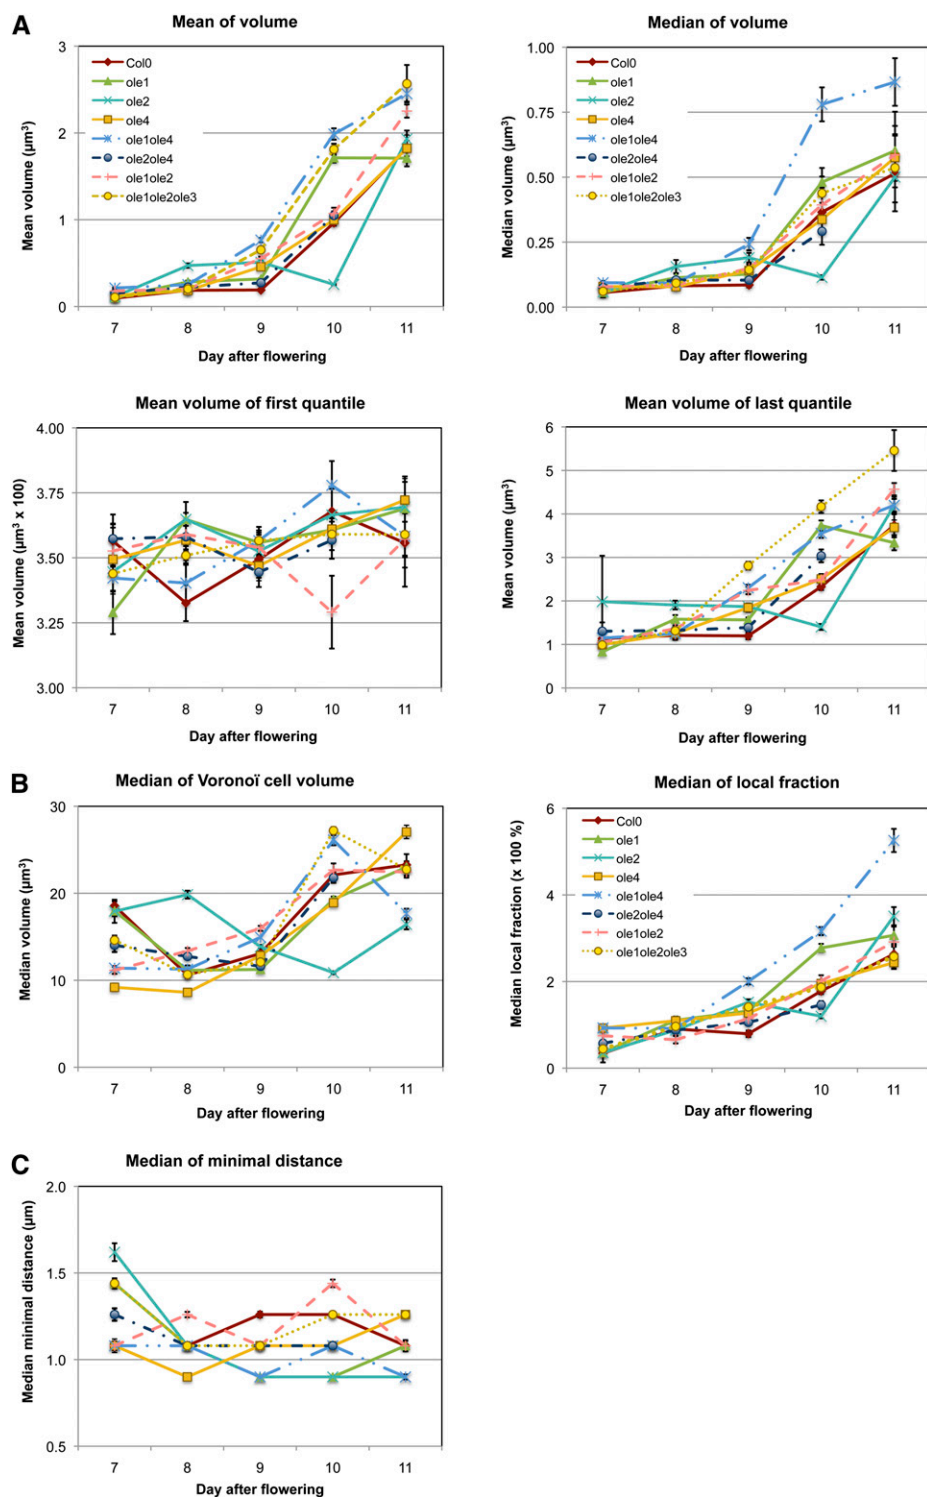 A
Mean of volume
Mean volume (µm³)
3
2
1
0
Col0
ole1
ole2
ole4
ole1ole4
ole2ole4
ole1ole2
ole1ole2ole3
7 8 9 10 11
Day after flowering
Median of volume
Median volume (µm³)
1.00
0.75
0.50
0.25
0.00
Col0
ole1
ole2
ole4
ole1ole4
ole2ole4
ole1ole2
ole1ole2ole3
7 8 9 10 11
Day after flowering
Mean volume of first quantile
Mean volume (µm³ x 100)
4.00
3.75
3.50
3.25
3.00
7 8 9 10 11
Day after flowering
Mean volume of last quantile
Mean volume (µm³)
6
5
4
3
2
1
0
7 8 9 10 11
Day after flowering
B
Median of Voronoï cell volume
Median volume (µm³)
30
20
10
0
7 8 9 10 11
Day after flowering
Median of local fraction
Median local fraction (x 100 %)
6
4
2
0
Col0
ole1
ole2
ole4
ole1ole4
ole2ole4
ole1ole2
ole1ole2ole3
7 8 9 10 11
Day after flowering
C
Median of minimal distance
Median minimal distance (µm)
2.0
1.5
1.0
0.5
7 8 9 10 11
Day after flowering